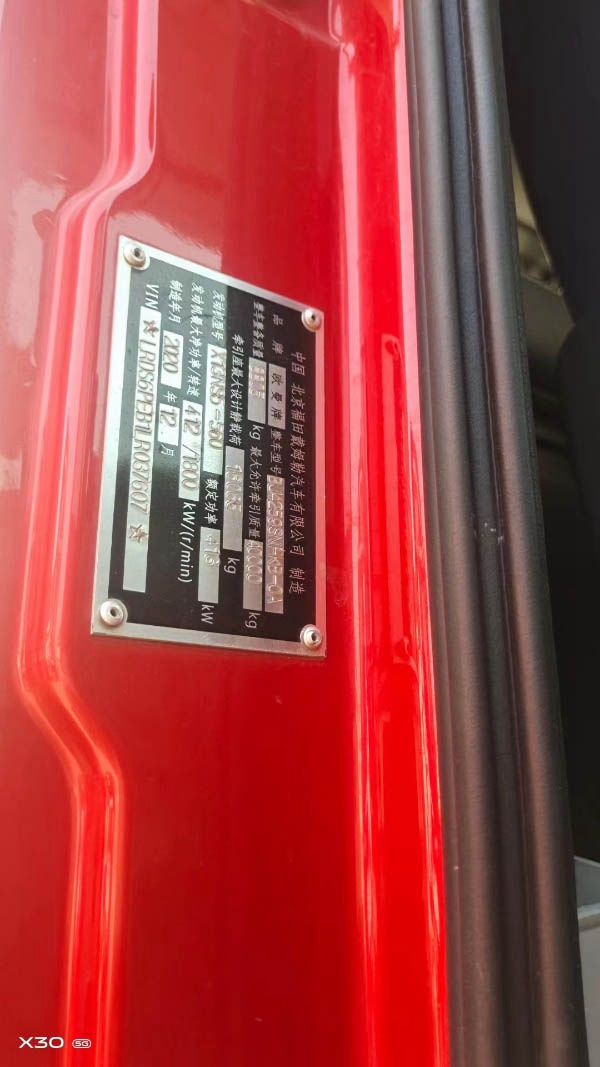 中国 北京福田戴姆勒汽车有限公司 制造
品牌 欧曼牌 整车型号
整车整备质量 kg 最大允许牵引质量 40000 kg
牵引座最大设计静载荷 kg
发动机型号 额定功率 kW
发动机最大净功率/转速 412/1800 kW/(r/min)
制造年月 2020 年 12 月
VIN
X30 5G